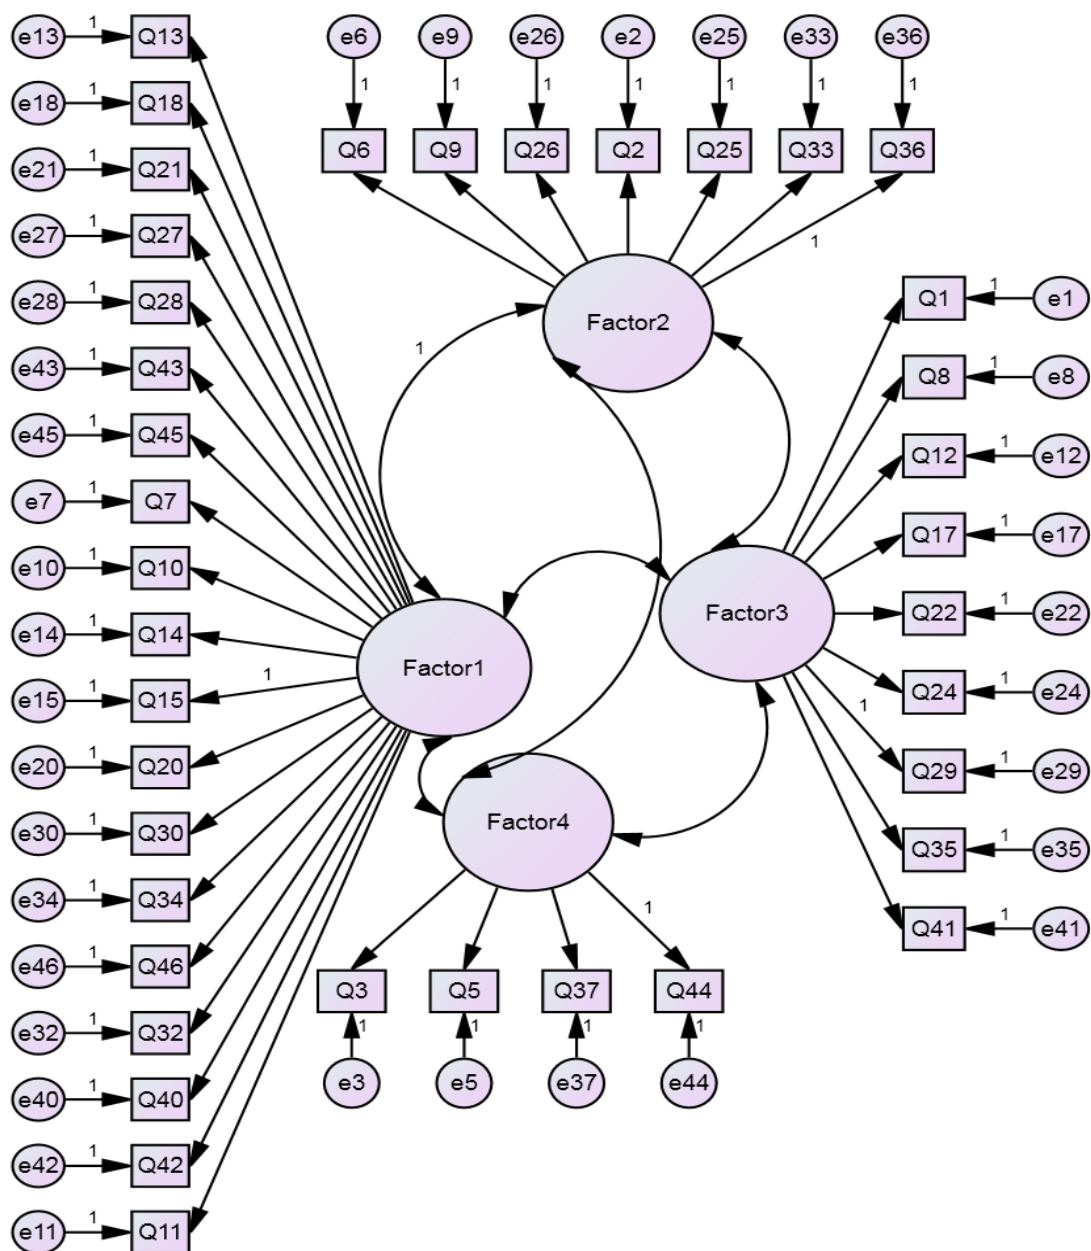 e13 1 Q13
e18 1 Q18
e21 1 Q21
e27 1 Q27
e28 1 Q28
e43 1 Q43
e45 1 Q45
e7 1 Q7
e10 1 Q10
e14 1 Q14
e15 1 Q15 1
e20 1 Q20
e30 1 Q30
e34 1 Q34
e46 1 Q46
e32 1 Q32
e40 1 Q40
e42 1 Q42
e11 1 Q11
e6 e9 e26 e2 e25 e33 e36
1 1 1 1 1 1 1
Q6 Q9 Q26 Q2 Q25 Q33 Q36
1
Factor2
1
Factor1
Factor3
Q1 1 e1
Q8 1 e8
Q12 1 e12
Q17 1 e17
Q22 1 e22
Q24 1 e24
1
Q29 1 e29
Q35 1 e35
Q41 1 e41
Factor4
1
Q3 Q5 Q37 Q44
1 1 1 1
e3 e5 e37 e44